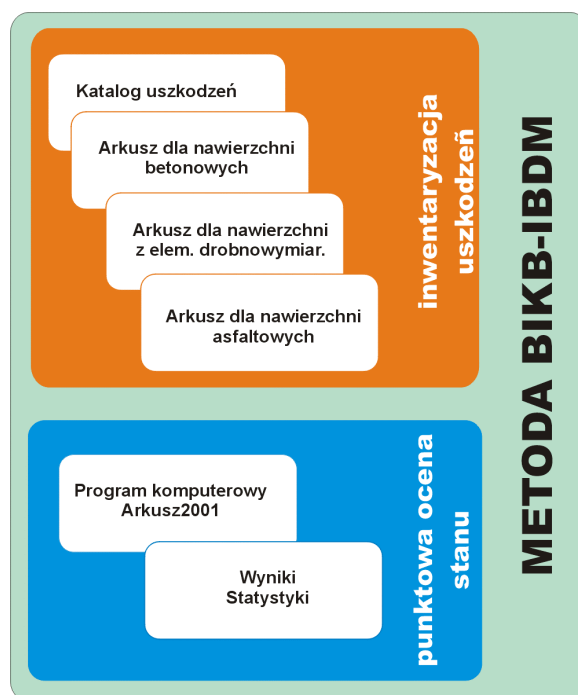 Katalog uszkodzeń
Arkusz dla nawierzchni
betonowych
Arkusz dla nawierzchni
z elem. drobnowymiar.
Arkusz dla nawierzchni
asfaltowych
inwentaryzacja
uszkodzeñ
Program komputerowy
Arkusz2001
Wyniki
Statystyki
punktowa ocena
stanu
METODA BIKB-IBDM